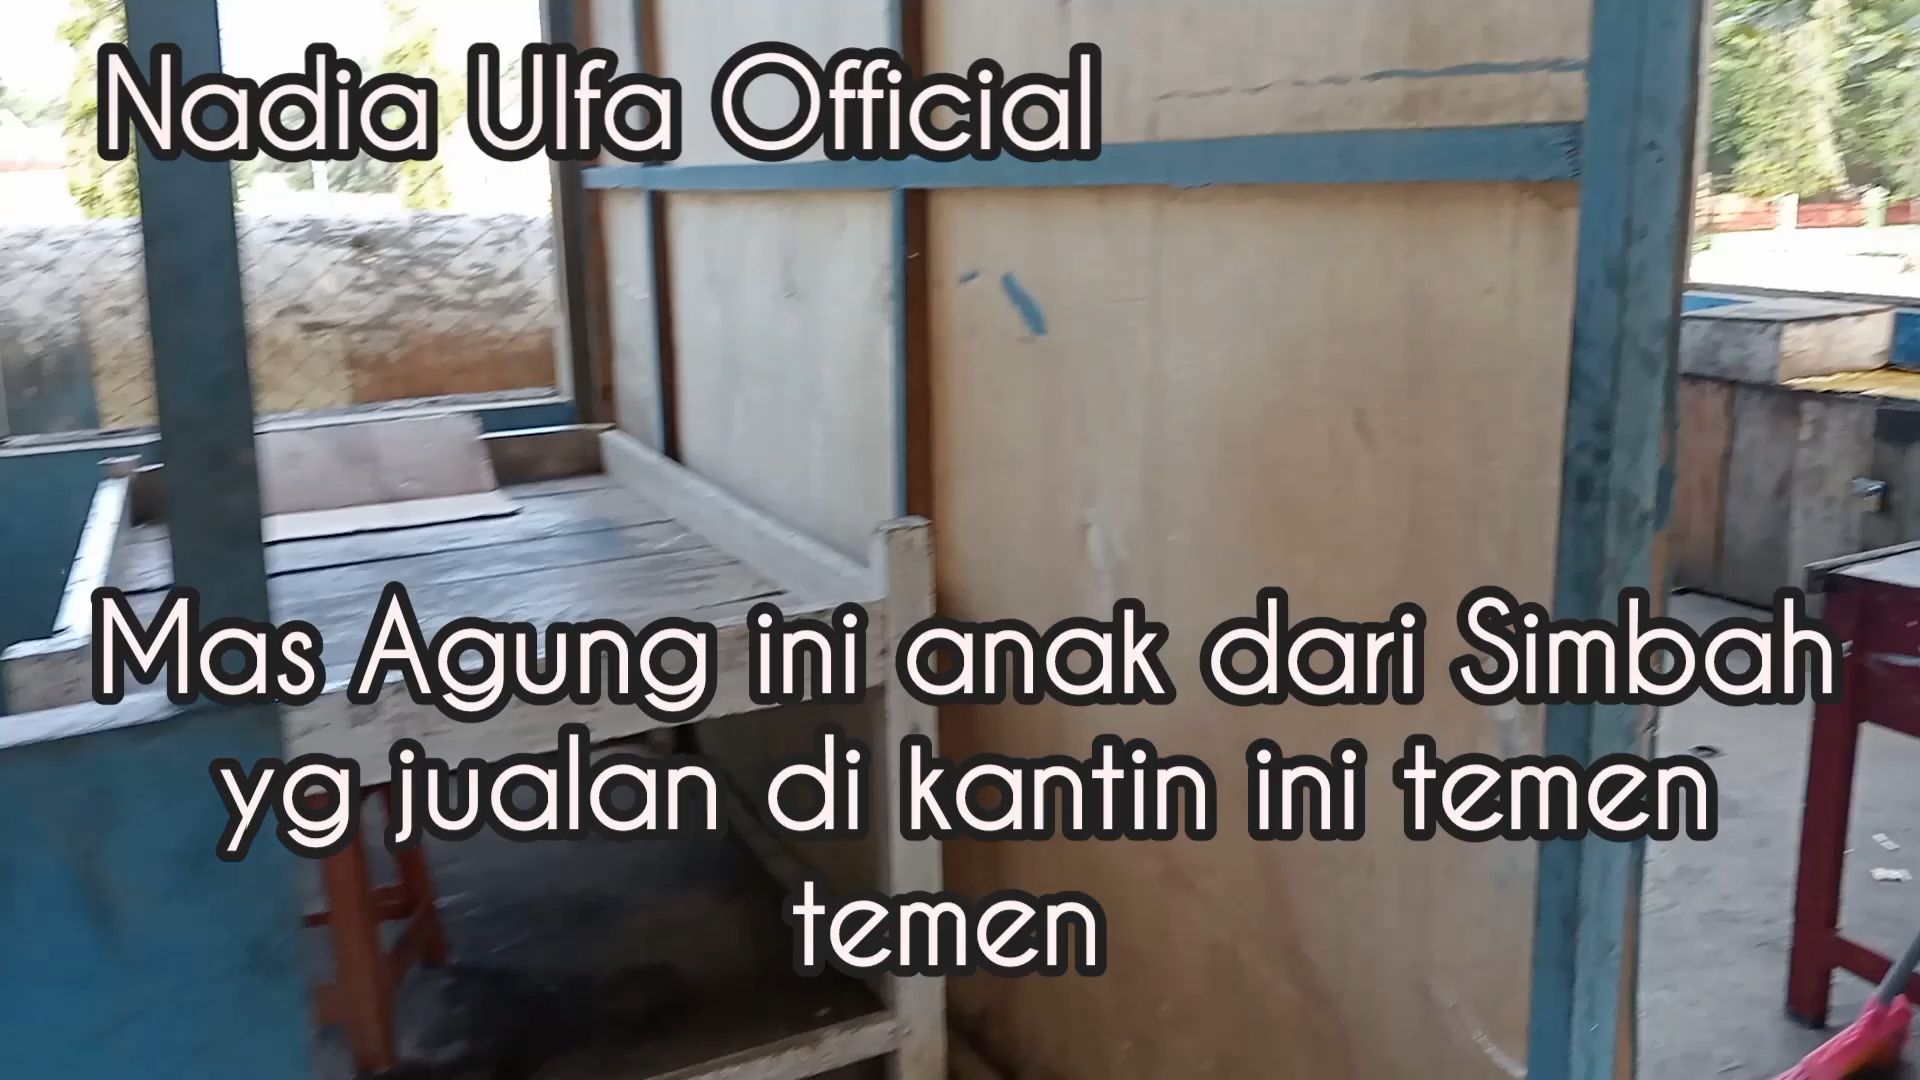 Nadia Ulfa Official
Mas Agung ini anak dari Simbah
yg jualan di kantin ini temen
temen